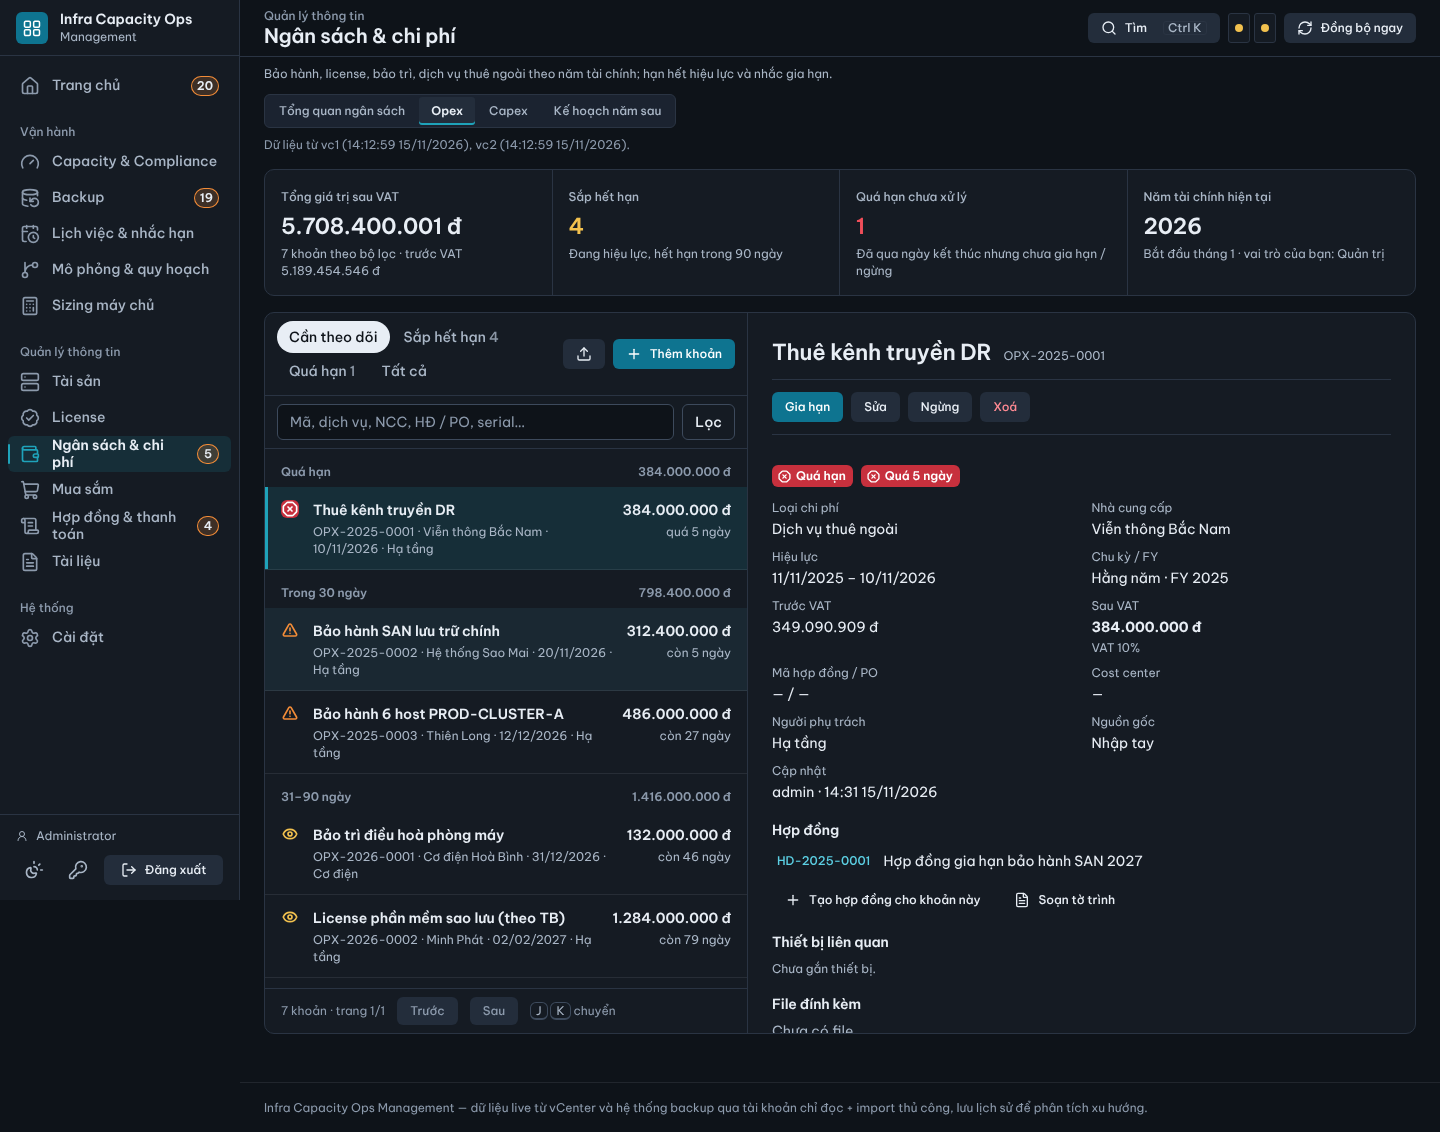 Infra Capacity Ops
Management
Trang chủ 20
Vận hành
Capacity & Compliance
Backup 19
Lịch việc & nhắc hạn
Mô phỏng & quy hoạch
Sizing máy chủ
Quản lý thông tin
Tài sản
License
Ngân sách & chi
phí 5
Mua sắm
Hợp đồng & thanh
toán 4
Tài liệu
Hệ thống
Cài đặt
Administrator
Đăng xuất
Quản lý thông tin
Ngân sách & chi phí
Tìm Ctrl K
Đồng bộ ngay
Bảo hành, license, bảo trì, dịch vụ thuê ngoài theo năm tài chính; hạn hết hiệu lực và nhắc gia hạn.
Tổng quan ngân sách Opex Capex Kế hoạch năm sau
Dữ liệu từ vc1 (14:12:59 15/11/2026), vc2 (14:12:59 15/11/2026).
Tổng giá trị sau VAT
5.708.400.001 đ
7 khoản theo bộ lọc · trước VAT
5.189.454.546 đ
Sắp hết hạn
4
Đang hiệu lực, hết hạn trong 90 ngày
Quá hạn chưa xử lý
1
Đã qua ngày kết thúc nhưng chưa gia hạn /
ngừng
Năm tài chính hiện tại
2026
Bắt đầu tháng 1 · vai trò của bạn: Quản trị
Cần theo dõi Sắp hết hạn 4
Quá hạn 1 Tất cả
Thêm khoản
Mã, dịch vụ, NCC, HĐ / PO, serial...
Lọc
Quá hạn 384.000.000 đ
Thuê kênh truyền DR 384.000.000 đ
OPX-2025-0001 · Viễn thông Bắc Nam · quá 5 ngày
10/11/2026 · Hạ tầng
Trong 30 ngày 798.400.000 đ
Bảo hành SAN lưu trữ chính 312.400.000 đ
OPX-2025-0002 · Hệ thống Sao Mai · 20/11/2026 · còn 5 ngày
Hạ tầng
Bảo hành 6 host PROD-CLUSTER-A 486.000.000 đ
OPX-2025-0003 · Thiên Long · 12/12/2026 · Hạ còn 27 ngày
tầng
31–90 ngày 1.416.000.000 đ
Bảo trì điều hoà phòng máy 132.000.000 đ
OPX-2026-0001 · Cơ điện Hoà Bình · 31/12/2026 · còn 46 ngày
Cơ điện
License phần mềm sao lưu (theo TB) 1.284.000.000 đ
OPX-2026-0002 · Minh Phát · 02/02/2027 · Hạ còn 79 ngày
tầng
7 khoản · trang 1/1 Trước Sau J K chuyển
Thuê kênh truyền DR OPX-2025-0001
Gia hạn Sửa Ngừng Xoá
Quá hạn Quá 5 ngày
Loại chi phí
Dịch vụ thuê ngoài
Nhà cung cấp
Viễn thông Bắc Nam
Hiệu lực
11/11/2025 – 10/11/2026
Chu kỳ / FY
Hằng năm · FY 2025
Trước VAT
349.090.909 đ
Sau VAT
384.000.000 đ
VAT 10%
Mã hợp đồng / PO
— / —
Cost center
—
Người phụ trách
Hạ tầng
Nguồn gốc
Nhập tay
Cập nhật
admin · 14:31 15/11/2026
Hợp đồng
HD-2025-0001 Hợp đồng gia hạn bảo hành SAN 2027
Tạo hợp đồng cho khoản này Soạn tờ trình
Thiết bị liên quan
Chưa gắn thiết bị.
File đính kèm
Chưa có file
Infra Capacity Ops Management — dữ liệu live từ vCenter và hệ thống backup qua tài khoản chỉ đọc + import thủ công, lưu lịch sử để phân tích xu hướng.